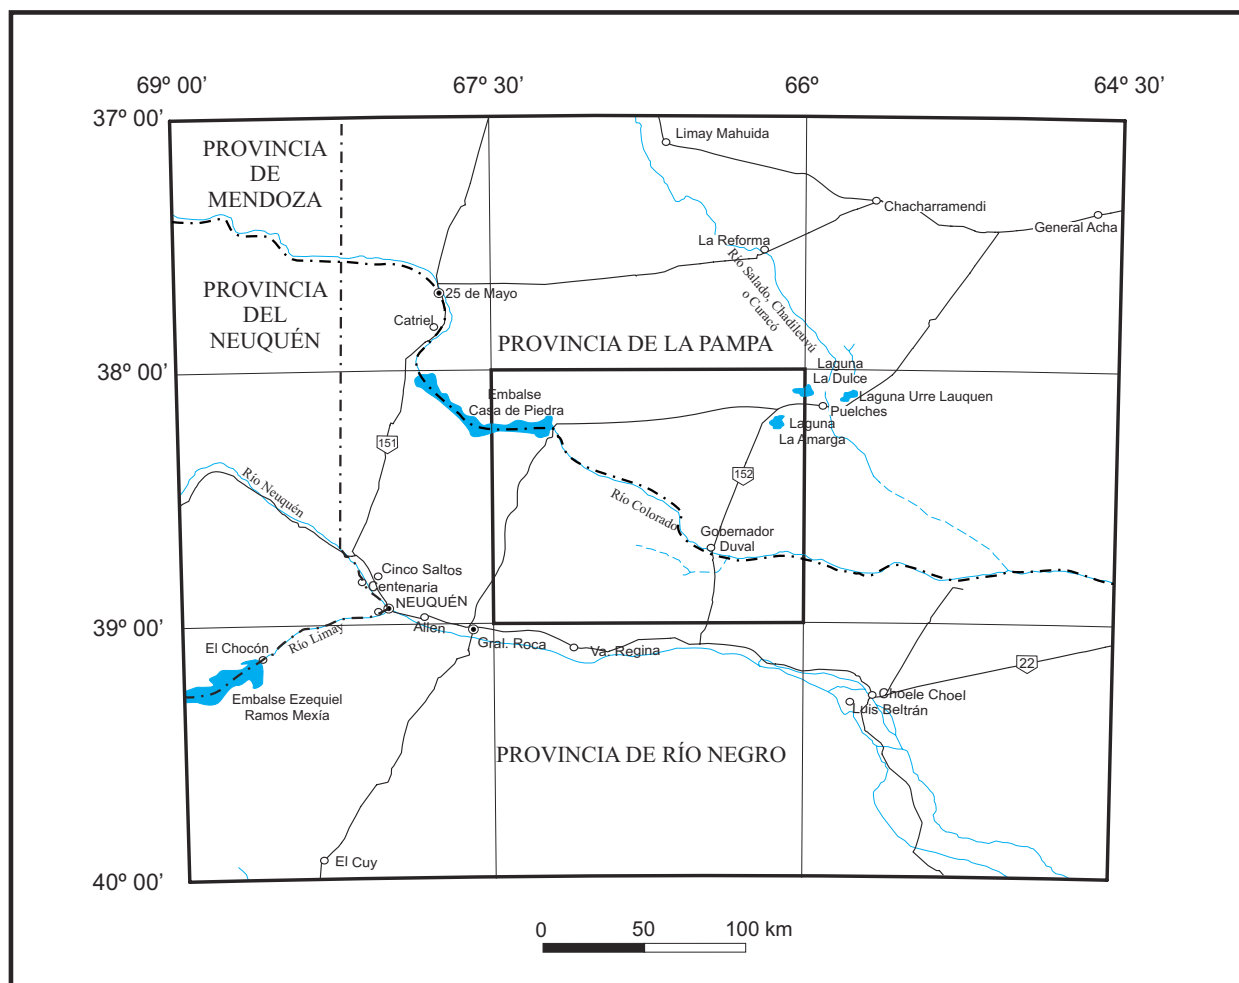 69º 00’
67º 30’
66º
64º 30’
37º 00’
Limay Mahuida
PROVINCIA
DE
MENDOZA
Chacharramendi
General Acha
La Reforma
Río Salado, Chadileuvú
o Curacó
PROVINCIA
DEL
NEUQUÉN
25 de Mayo
Catriel
PROVINCIA DE LA PAMPA
38º 00’
Laguna
La Dulce
Embalse
Casa de Piedra
Laguna Urre Lauquen
Puelches
Laguna
La Amarga
151
152
Río Neuquén
Río Colorado
Gobernador
Duval
Cinco Saltos
Centenaria
NEUQUÉN
39º 00’
Allen
Río Limay
El Chocón
Gral. Roca
Va. Regina
22
Embalse Ezequiel
Ramos Mexía
Choele Choel
Luis Beltrán
PROVINCIA DE RÍO NEGRO
El Cuy
40º 00’
0
50
100 km